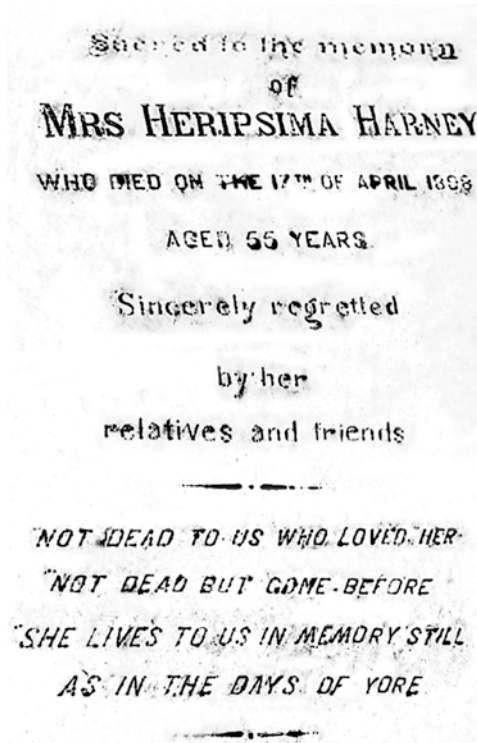 Sacred to the memory
of
MRS HERIPSIMA HARNEY
WHO DIED ON THE 17TH OF APRIL
AGED 55 YEARS.
Sincerely regretted
by her
relatives and friends
"NOT DEAD TO US WHO LOVED HER
"NOT DEAD BUT GONE BEFORE
"SHE LIVES TO US IN MEMORY STILL
AS IN THE DAYS OF YORE